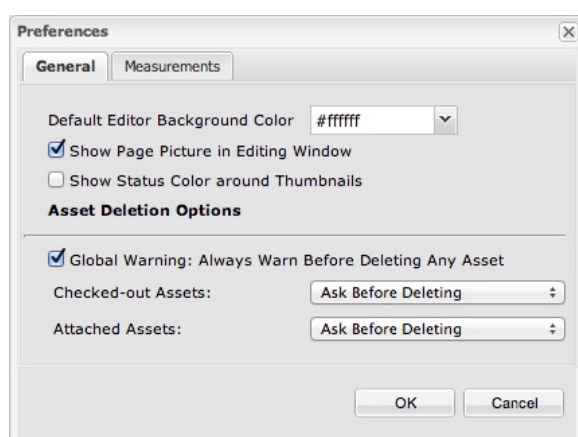 Preferences
General Measurements
Default Editor Background Color #ffffff
Show Page Picture in Editing Window
Show Status Color around Thumbnails
Asset Deletion Options
Global Warning: Always Warn Before Deleting Any Asset
Checked-out Assets: Ask Before Deleting
Attached Assets: Ask Before Deleting
OK Cancel